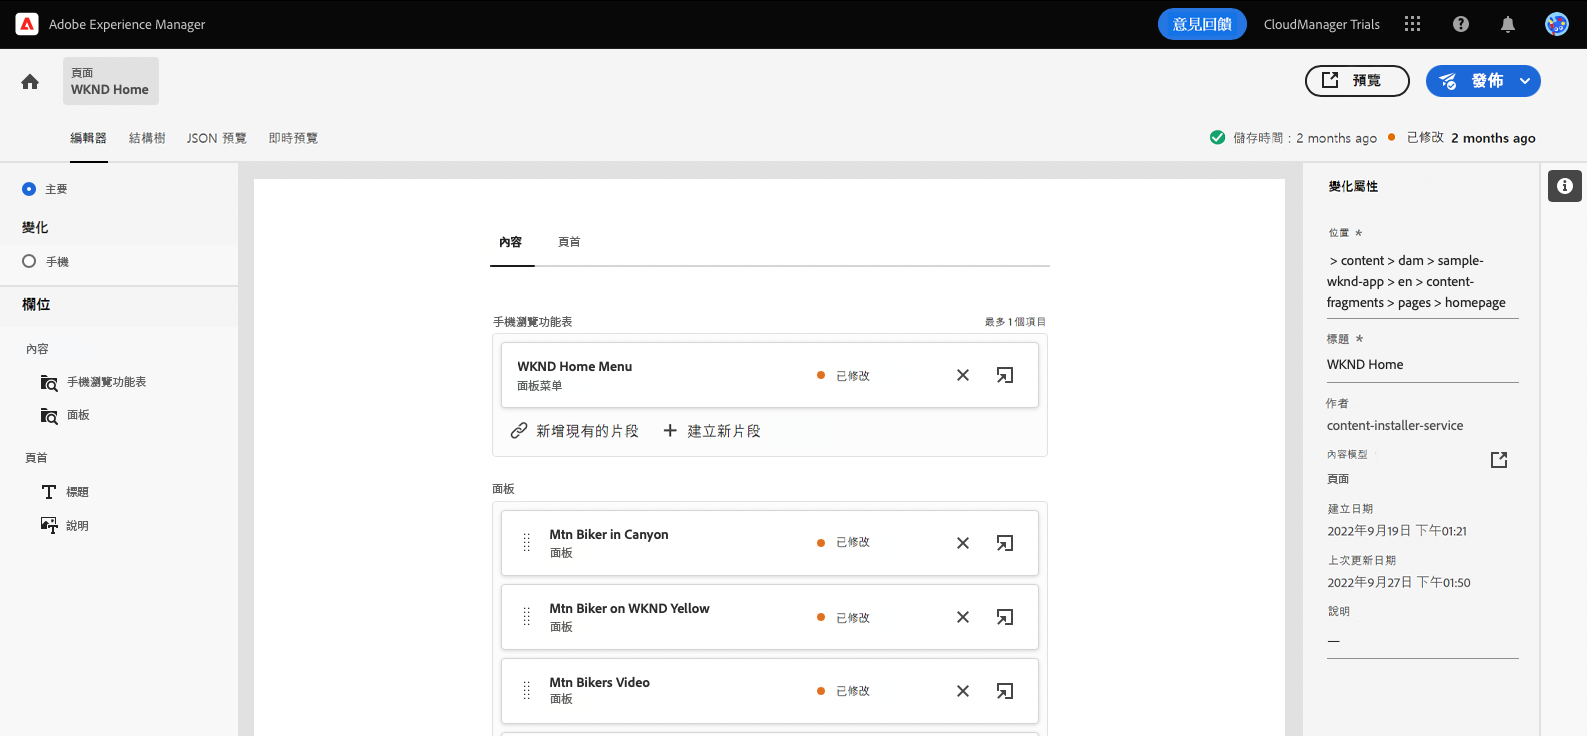 Adobe Experience Manager
意見回饋
CloudManager Trials
頁面
WKND Home
預覽
發佈
編輯器
結構樹
JSON 預覽
即時預覽
儲存時間：2 months ago
已修改 2 months ago
主要
變化
手機
欄位
內容
手機瀏覽功能表
面板
頁首
標題
說明
內容
頁首
手機瀏覽功能表
最多 1 個項目
WKND Home Menu
面板菜单
已修改
新增現有的片段
建立新片段
面板
Mtn Biker in Canyon
面板
已修改
Mtn Biker on WKND Yellow
面板
已修改
Mtn Bikers Video
面板
已修改
變化屬性
位置 *
> content > dam > sample-
wknd-app > en > content-
fragments > pages > homepage
標題 *
WKND Home
作者
content-installer-service
內容模型
頁面
建立日期
2022年9月19日 下午01:21
上次更新日期
2022年9月27日 下午01:50
說明
—